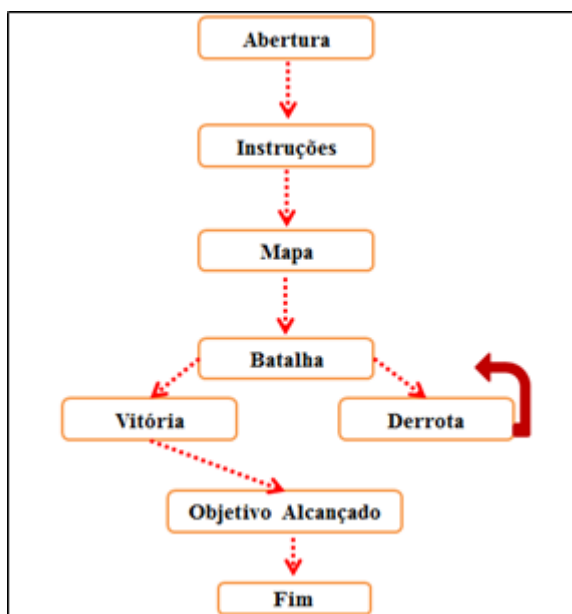 Abertura
Instruções
Mapa
Batalha
Vitória
Derrota
Objetivo Alcançado
Fim